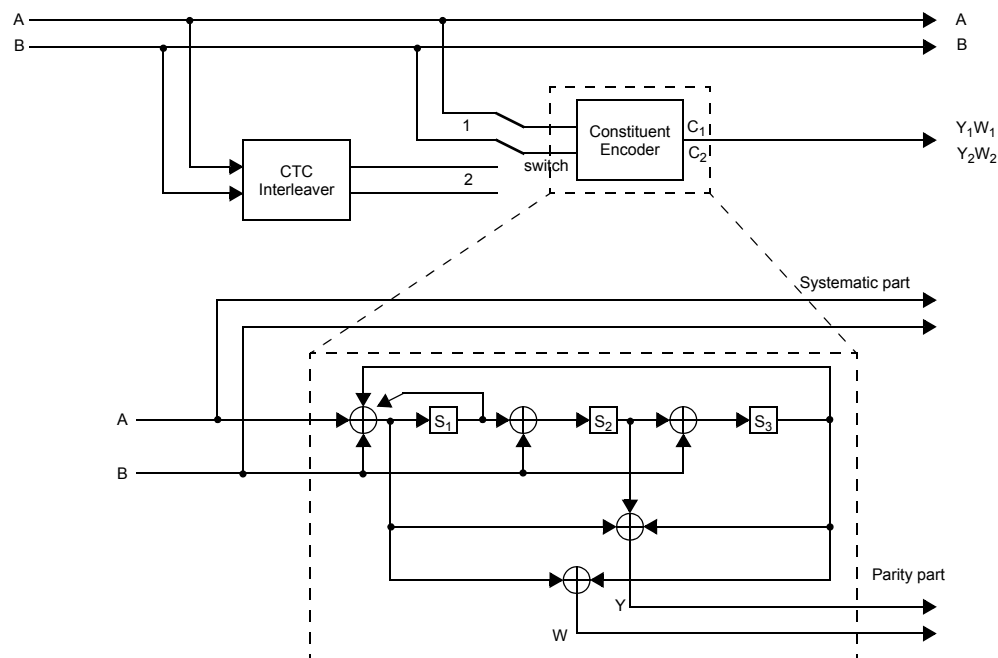 A
A
B
B
1
Constituent
Encoder
C₁
C₂
Y₁W₁
Y₂W₂
switch
CTC
Interleaver
2
Systematic part
A
S₁
S₂
S₃
B
Parity part
Y
W